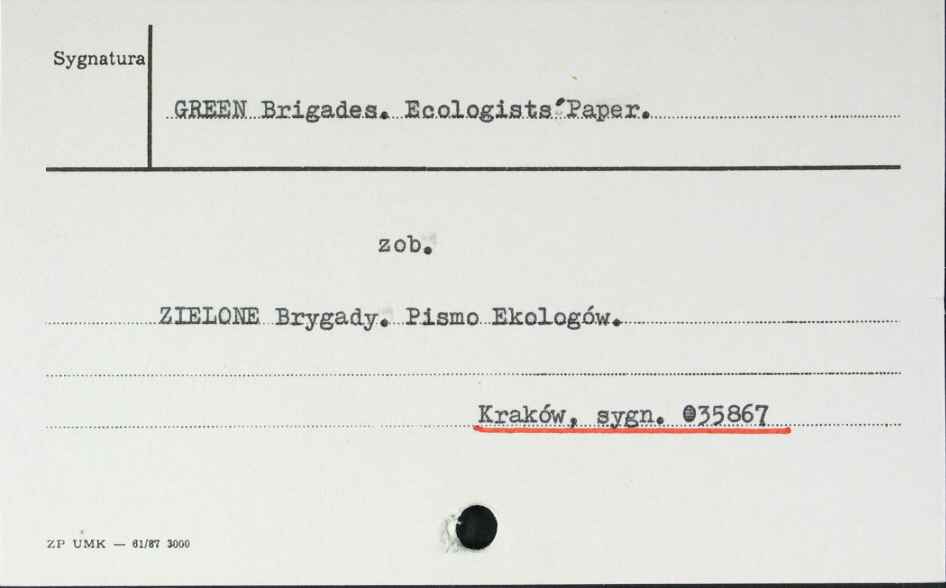 Sygnatura
GREEN Brigades. Ecologists' Paper.
zob.
ZIELONE Brygady. Pismo Ekologów.
Kraków, sygn. 035867
ZP UMK — 61/87 3000